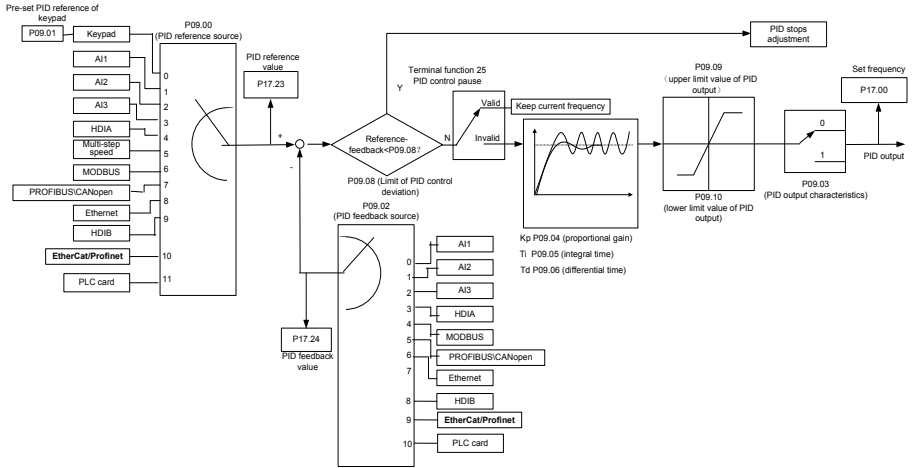 Pre-set PID reference of
keypad
P09.01
Keypad
AI1
AI2
AI3
HDIA
Multi-step
speed
MODBUS
PROFIBUS\CANopen
Ethernet
HDIB
EtherCat/Profinet
PLC card
P09.00
(PID reference source)
0
1
2
3
4
5
6
7
8
9
10
11
PID reference
value
P17.23
+
-
P17.24
PID feedback
value
Reference-
feedback<P09.08?
Y
N
P09.08 (Limit of PID control
deviation)
P09.02
(PID feedback source)
0
1
2
3
4
5
6
7
8
9
10
AI1
AI2
AI3
HDIA
MODBUS
PROFIBUS\CANopen
Ethernet
HDIB
EtherCat/Profinet
PLC card
Terminal function 25
PID control pause
Valid
Invalid
Keep current frequency
PID stops
adjustment
Kp P09.04 (proportional gain)
Ti P09.05 (integral time)
Td P09.06 (differential time)
P09.09
(upper limit value of PID
output)
P09.10
(lower limit value of PID
output)
0
1
P09.03
(PID output characteristics)
Set frequency
P17.00
PID output